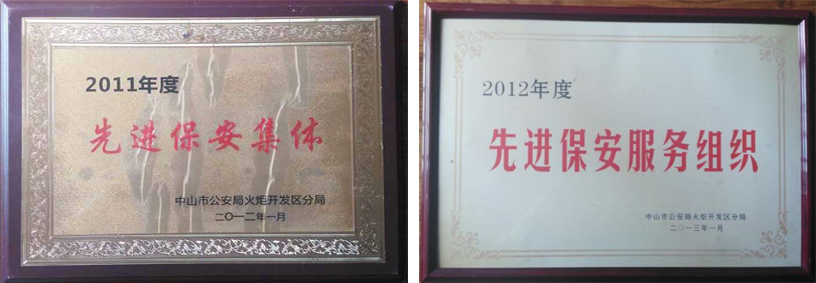 2011年度
先进保安集体
中山市公安局火炬开发区分局
二〇一二年一月
2012年度
先进保安服务组织
中山市公安局火炬开发区分局
二〇一三年一月